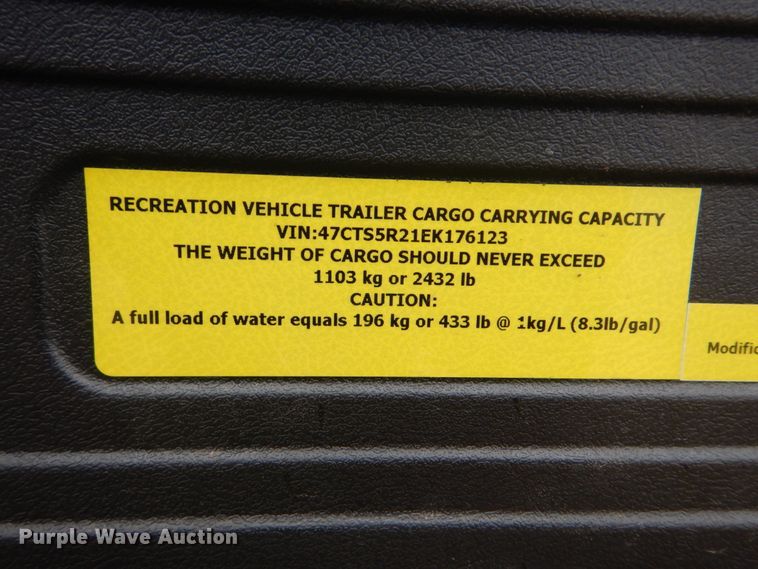 RECREATION VEHICLE TRAILER CARGO CARRYING CAPACITY
VIN:47CTS5R21EK176123
THE WEIGHT OF CARGO SHOULD NEVER EXCEED
1103 kg or 2432 lb
CAUTION:
A full load of water equals 196 kg or 433 lb @ 1kg/L (8.3lb/gal)
Purple Wave Auction